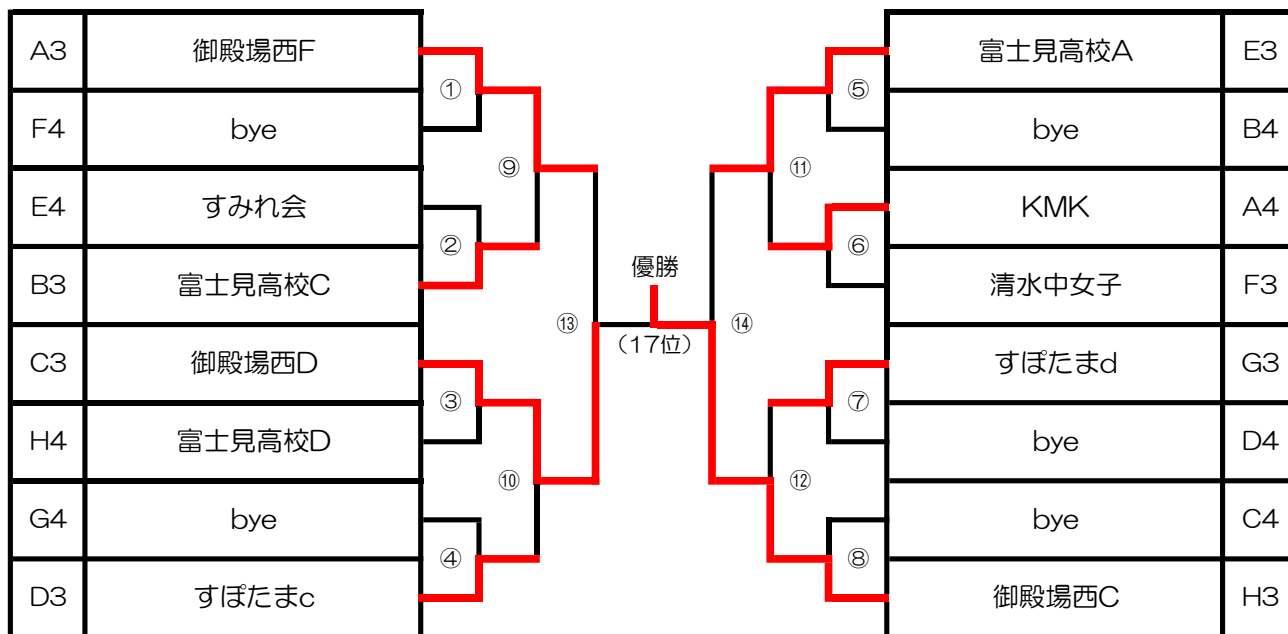 A3 御殿場西F
F4 bye
E4 すみれ会
B3 富士見高校C
C3 御殿場西D
H4 富士見高校D
G4 bye
D3 すぽたまc
①
②
③
④
⑨
⑩
⑬
優勝
(17位)
⑭
⑪
⑫
⑤
⑥
⑦
⑧
富士見高校A E3
bye B4
KMK A4
清水中女子 F3
すぽたまd G3
bye D4
bye C4
御殿場西C H3